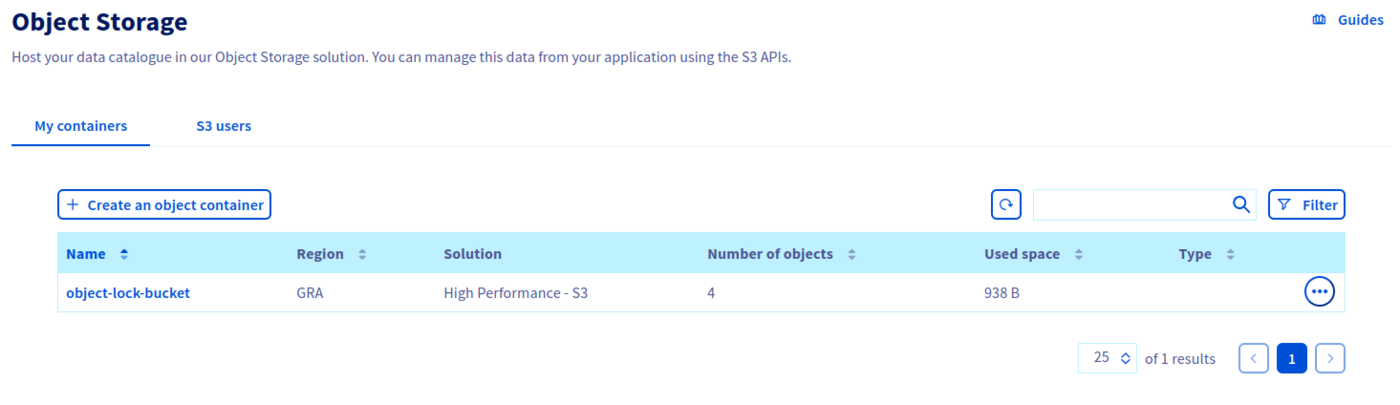 Object Storage
Guides
Host your data catalogue in our Object Storage solution. You can manage this data from your application using the S3 APIs.
My containers S3 users
+ Create an object container Filter
Name Region Solution Number of objects Used space Type
object-lock-bucket GRA High Performance - S3 4 938 B
25 of 1 results 1